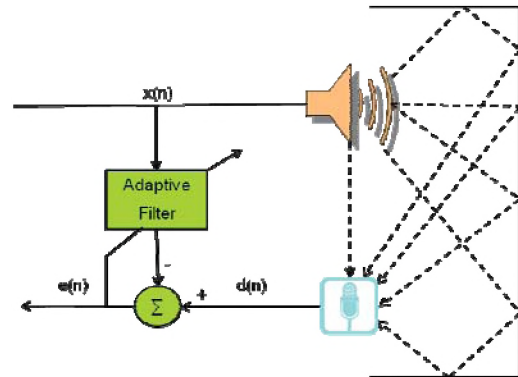 x(n)
Adaptive
Filter
-
e(n)
Σ
+
d(n)